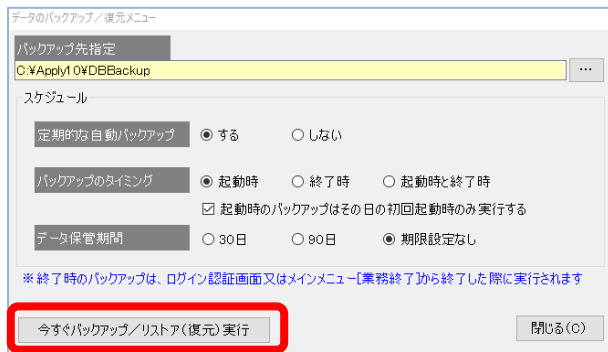 データのバックアップ／復元メニュー
バックアップ先指定
C:¥Apply10¥DBBackup
...
スケジュール
定期的な自動バックアップ する しない
バックアップのタイミング 起動時 終了時 起動時と終了時
起動時のバックアップはその日の初回起動時のみ実行する
データ保管期間 30日 90日 期限設定なし
※終了時のバックアップは、ログイン認証画面又はメインメニュー[業務終了]から終了した際に実行されます
今すぐバックアップ／リストア(復元)実行 閉じる(C)